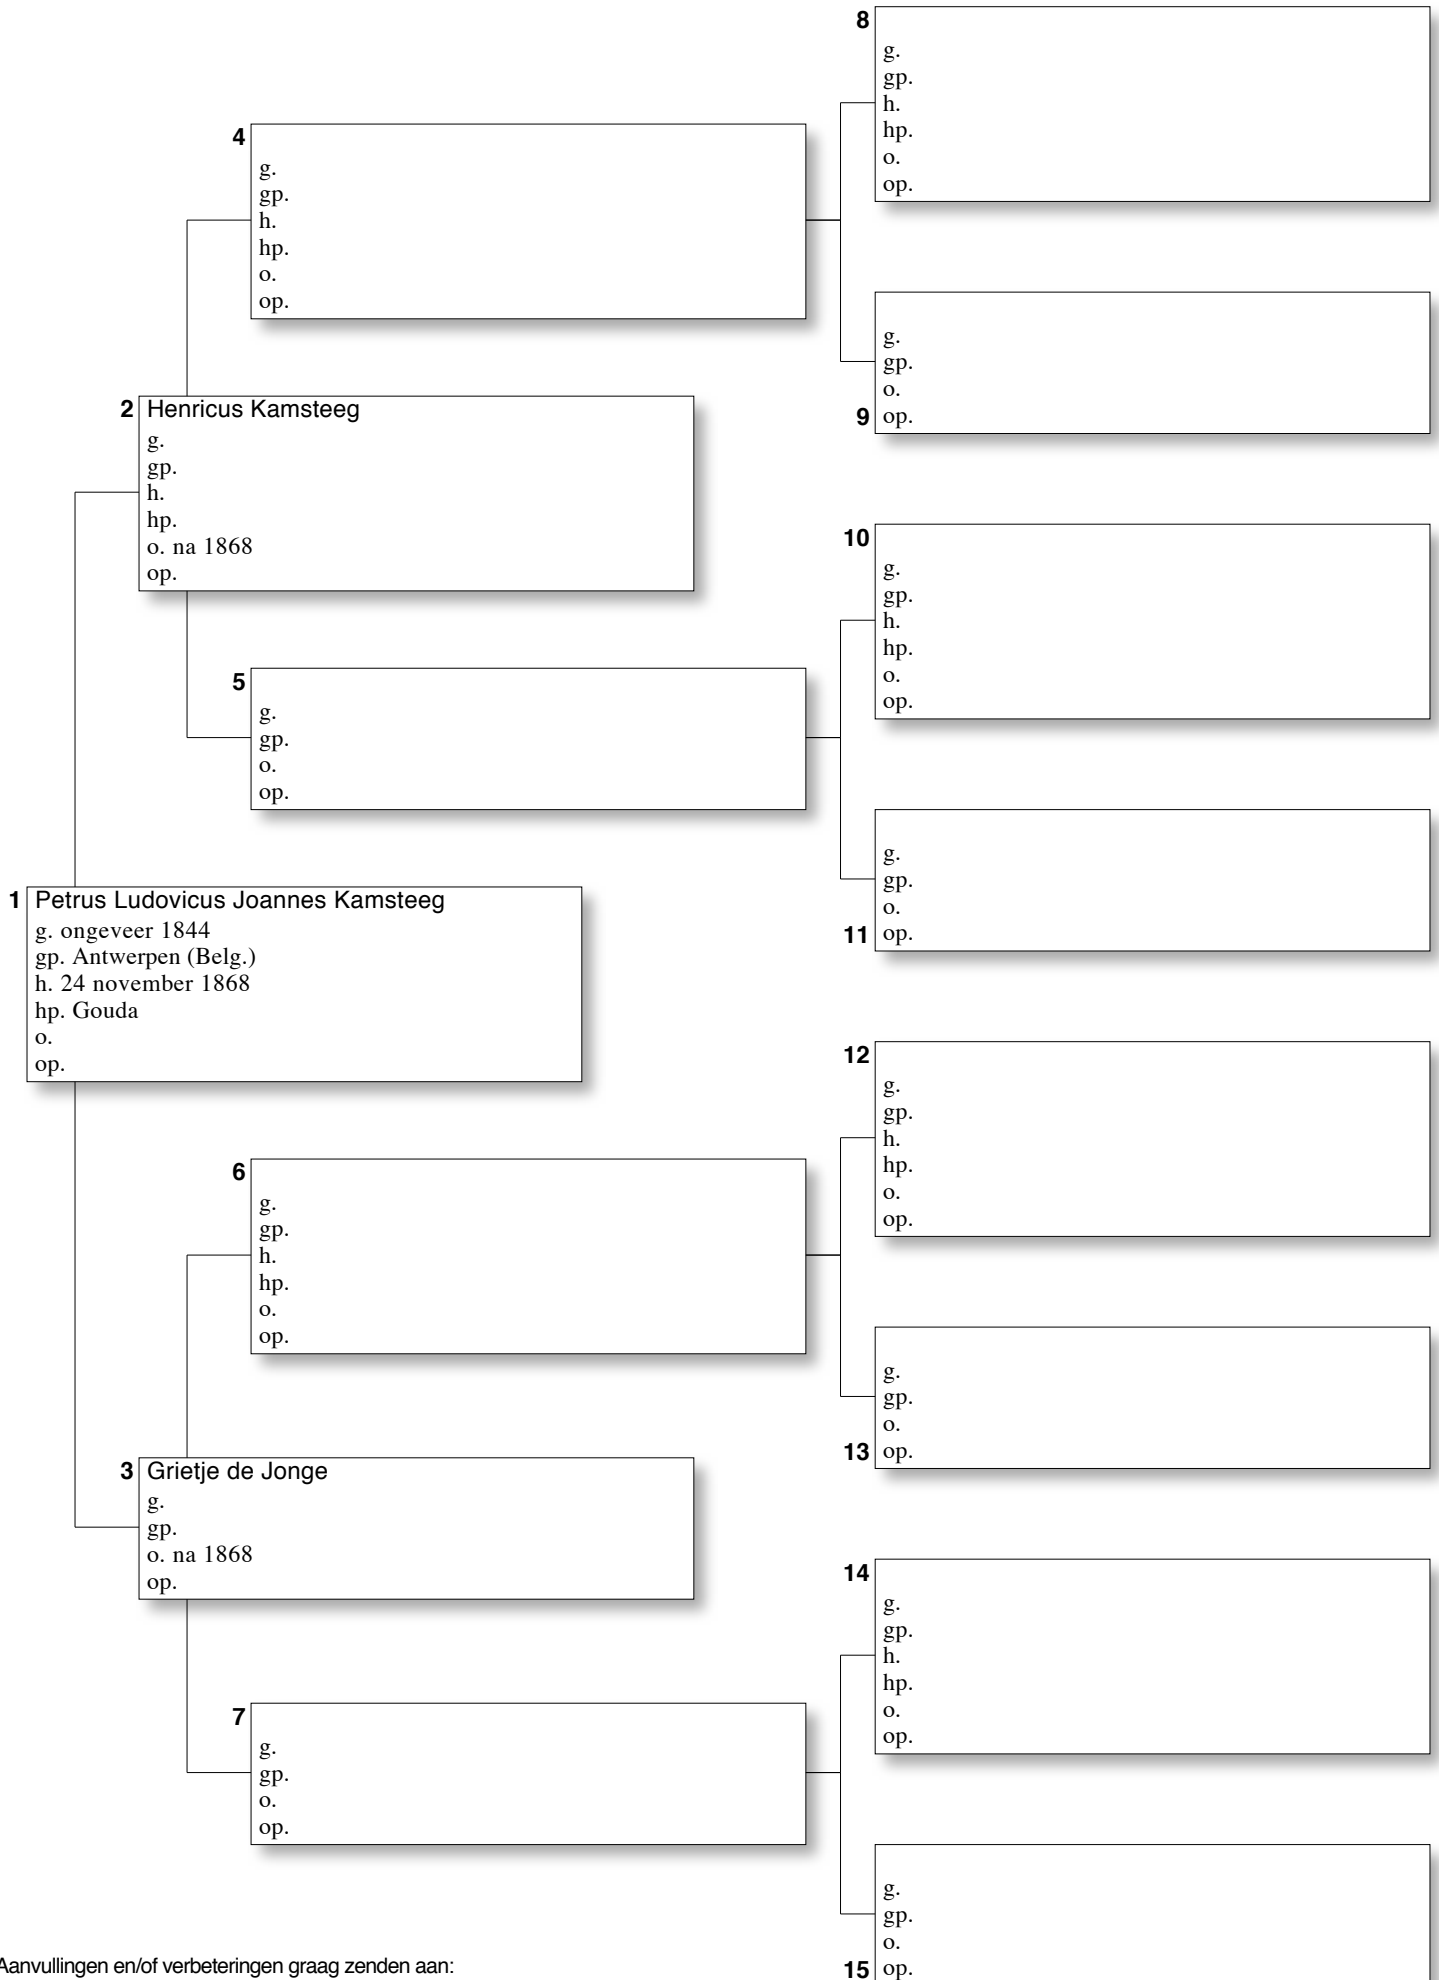 8
g.
gp.
h.
hp.
o.
op.
4
g.
gp.
h.
hp.
o.
op.
g.
gp.
o.
9 op.
2 Henricus Kamsteeg
g.
gp.
h.
hp.
o. na 1868
op.
10
g.
gp.
h.
hp.
o.
op.
5
g.
gp.
o.
op.
g.
gp.
o.
11 op.
1 Petrus Ludovicus Joannes Kamsteeg
g. ongeveer 1844
gp. Antwerpen (Belg.)
h. 24 november 1868
hp. Gouda
o.
op.
12
g.
gp.
h.
hp.
o.
op.
6
g.
gp.
h.
hp.
o.
op.
g.
gp.
o.
13 op.
3 Grietje de Jonge
g.
gp.
o. na 1868
op.
14
g.
gp.
h.
hp.
o.
op.
7
g.
gp.
o.
op.
g.
gp.
o.
15 op.
Aanvullingen en/of verbeteringen graag zenden aan: